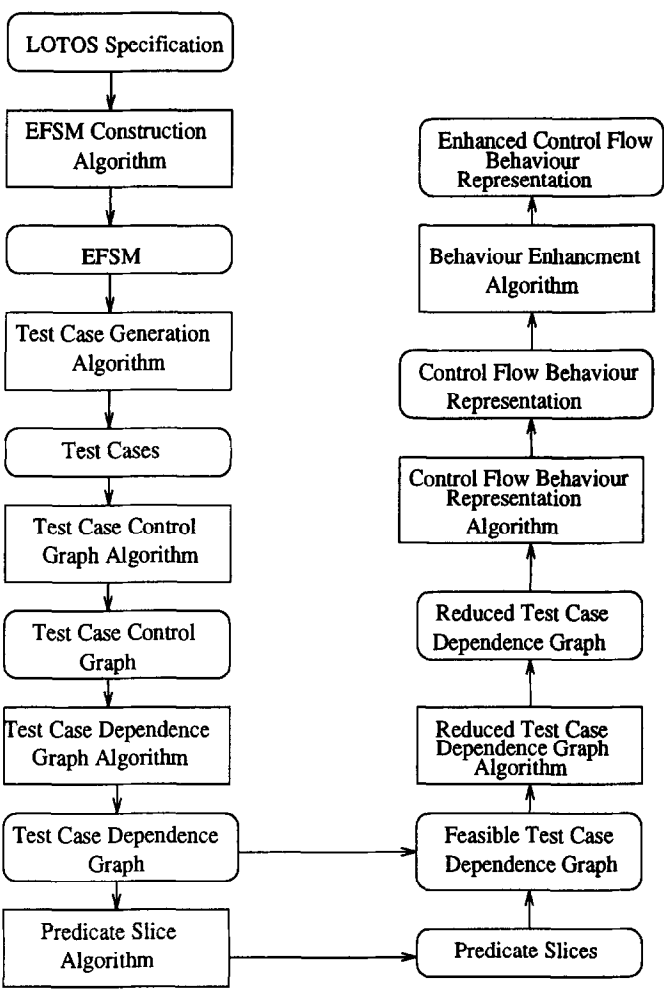 LOTOS Specification
EFSM Construction
Algorithm
EFSM
Test Case Generation
Algorithm
Test Cases
Test Case Control
Graph Algorithm
Test Case Control
Graph
Test Case Dependence
Graph Algorithm
Test Case Dependence
Graph
Predicate Slice
Algorithm
Enhanced Control Flow
Behaviour
Representation
Behaviour Enhancment
Algorithm
Control Flow Behaviour
Representation
Control Flow Behaviour
Representation
Algorithm
Reduced Test Case
Dependence Graph
Reduced Test Case
Dependence Graph
Algorithm
Feasible Test Case
Dependence Graph
Predicate Slices